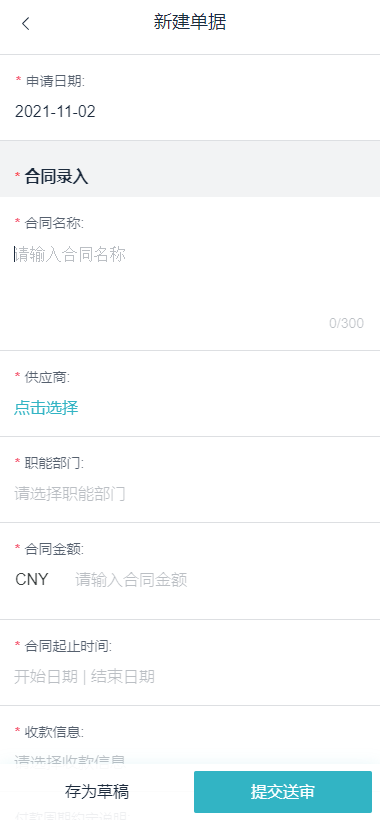 新建单据
* 申请日期:
2021-11-02
* 合同录入
* 合同名称:
请输入合同名称
0/300
* 供应商:
点击选择
* 职能部门:
请选择职能部门
* 合同金额:
CNY 请输入合同金额
* 合同起止时间:
开始日期 | 结束日期
* 收款信息:
请选择收款信息
存为草稿 提交送审